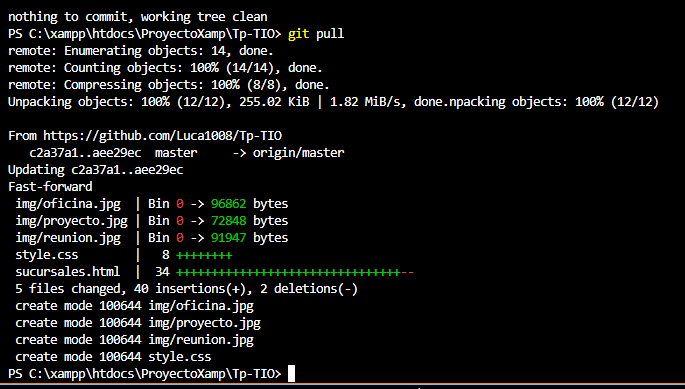 nothing to commit, working tree clean
PS C:\xampp\htdocs\ProyectoXamp\Tp-TIO> git pull
remote: Enumerating objects: 14, done.
remote: Counting objects: 100% (14/14), done.
remote: Compressing objects: 100% (8/8), done.
Unpacking objects: 100% (12/12), 255.02 KiB | 1.82 MiB/s, done.npacking objects: 100% (12/12)
From https://github.com/Luca1008/Tp-TIO
   c2a37a1..aee29ec  master     -> origin/master
Updating c2a37a1..aee29ec
Fast-forward
 img/oficina.jpg  | Bin 0 -> 96862 bytes
 img/proyecto.jpg | Bin 0 -> 72848 bytes
 img/reunion.jpg  | Bin 0 -> 91947 bytes
 style.css        |   8 ++++++++
 sucursales.html  |  34 ++++++++++++++++++++++++++++++++--
 5 files changed, 40 insertions(+), 2 deletions(-)
 create mode 100644 img/oficina.jpg
 create mode 100644 img/proyecto.jpg
 create mode 100644 img/reunion.jpg
 create mode 100644 style.css
PS C:\xampp\htdocs\ProyectoXamp\Tp-TIO>